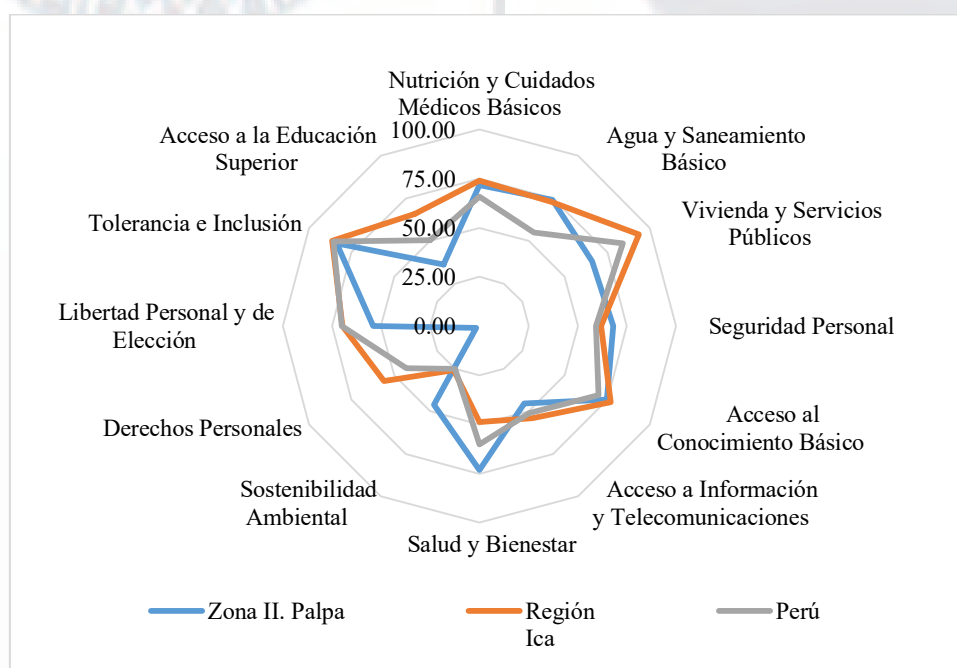 Nutrición y Cuidados
Médicos Básicos
Agua y Saneamiento
Básico
Vivienda y Servicios
Públicos
Seguridad Personal
Acceso al
Conocimiento Básico
Acceso a Información
y Telecomunicaciones
Salud y Bienestar
Sostenibilidad
Ambiental
Derechos Personales
Libertad Personal y de
Elección
Tolerancia e Inclusión
Acceso a la Educación
Superior
100.00
75.00
50.00
25.00
0.00
Zona II. Palpa
Región
Ica
Perú